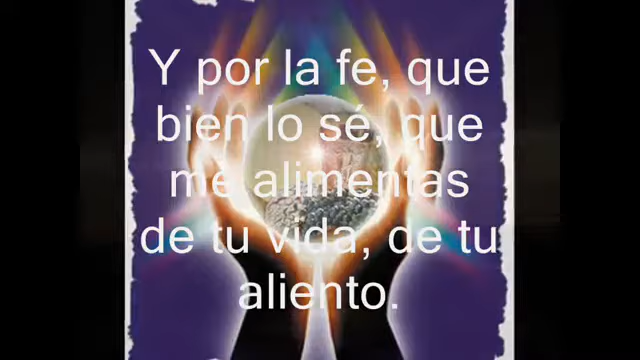 Y por la fe, que
bien lo sé, que
me alimentas
de tu vida, de tu
aliento.